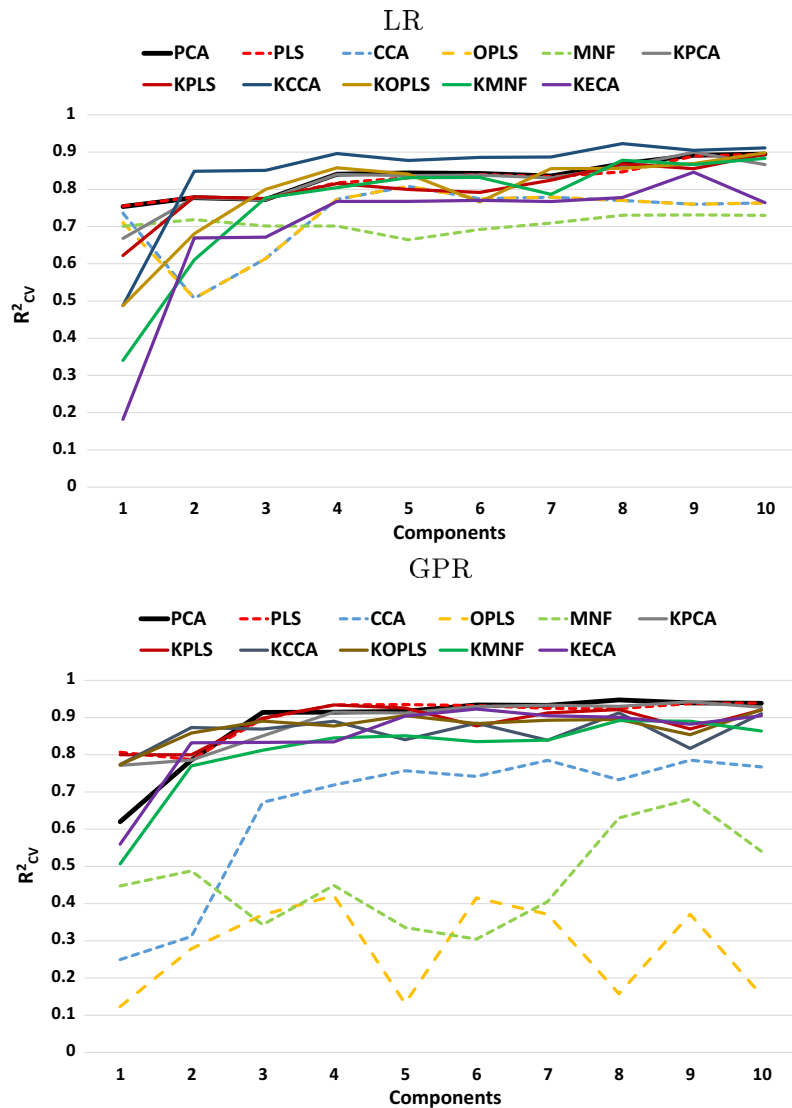 LR
PCA PLS CCA OPLS MNF KPCA
KPLS KCCA KOPLS KMNF KECA
1
0.9
0.8
0.7
0.6
0.5
0.4
0.3
0.2
0.1
0
R²CV
1 2 3 4 5 6 7 8 9 10
Components
GPR
PCA PLS CCA OPLS MNF KPCA
KPLS KCCA KOPLS KMNF KECA
1
0.9
0.8
0.7
0.6
0.5
0.4
0.3
0.2
0.1
0
R²CV
1 2 3 4 5 6 7 8 9 10
Components